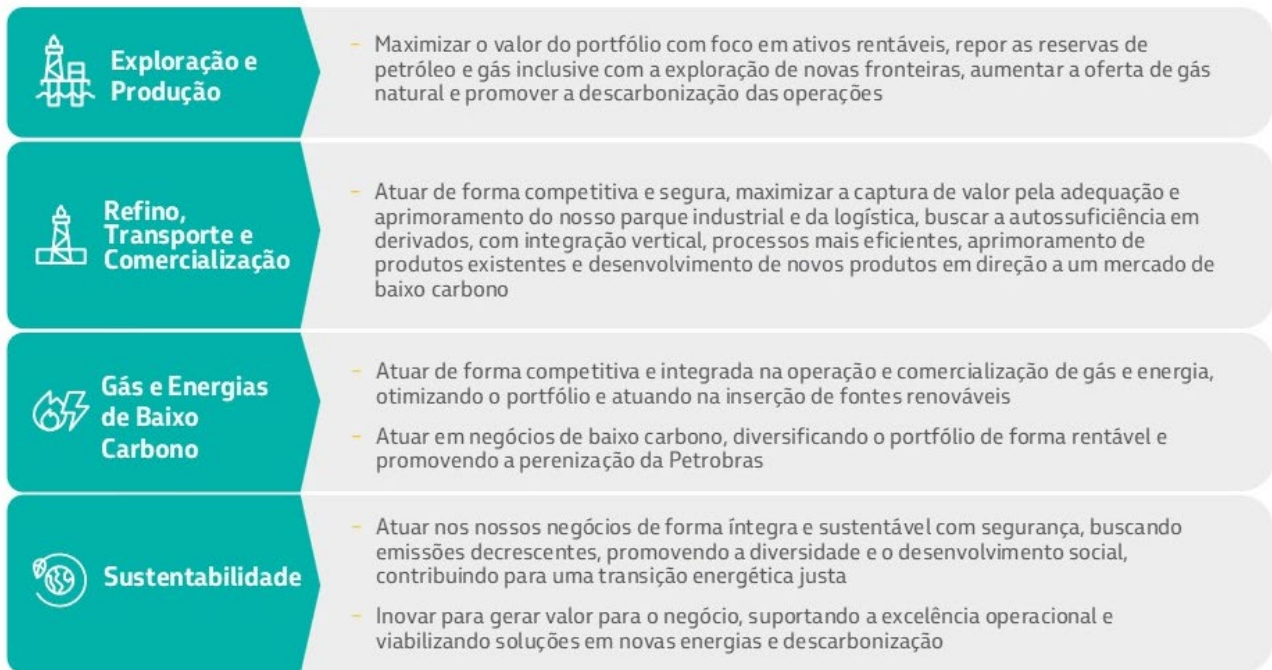 Exploração e
Produção
- Maximizar o valor do portfólio com foco em ativos rentáveis, repor as reservas de
petróleo e gás inclusive com a exploração de novas fronteiras, aumentar a oferta de gás
natural e promover a descarbonização das operações
Refino,
Transporte e
Comercialização
- Atuar de forma competitiva e segura, maximizar a captura de valor pela adequação e
aprimoramento do nosso parque industrial e da logística, buscar a autossuficiência em
derivados, com integração vertical, processos mais eficientes, aprimoramento de
produtos existentes e desenvolvimento de novos produtos em direção a um mercado de
baixo carbono
Gás e Energias
de Baixo
Carbono
- Atuar de forma competitiva e integrada na operação e comercialização de gás e energia,
otimizando o portfólio e atuando na inserção de fontes renováveis
- Atuar em negócios de baixo carbono, diversificando o portfólio de forma rentável e
promovendo a perenização da Petrobras
Sustentabilidade
- Atuar nos nossos negócios de forma íntegra e sustentável com segurança, buscando
emissões decrescentes, promovendo a diversidade e o desenvolvimento social,
contribuindo para uma transição energética justa
- Inovar para gerar valor para o negócio, suportando a excelência operacional e
viabilizando soluções em novas energias e descarbonização